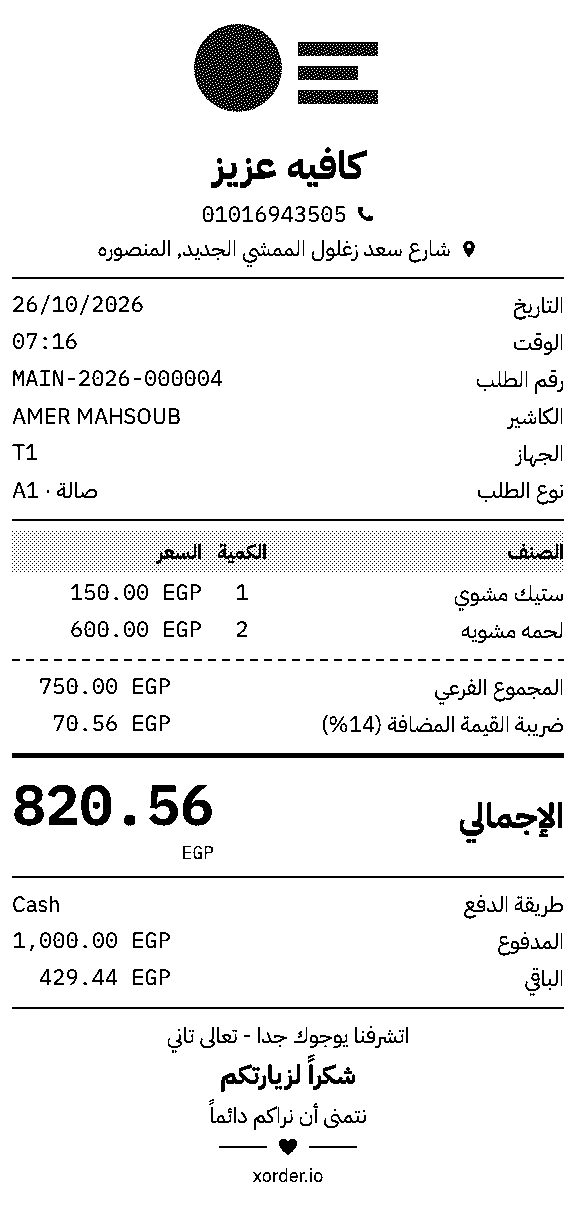 كافيه عزيز
01016943505
شارع سعد زغلول الممشي الجديد, المنصوره
التاريخ 26/10/2026
الوقت 07:16
رقم الطلب MAIN-2026-000004
الكاشير AMER MAHSOUB
الجهاز T1
نوع الطلب صالة · A1
الصنف الكمية السعر
ستيك مشوي 1 150.00 EGP
لحمه مشويه 2 600.00 EGP
المجموع الفرعي 750.00 EGP
ضريبة القيمة المضافة (14%) 70.56 EGP
الإجمالي 820.56
EGP
طريقة الدفع Cash
المدفوع 1,000.00 EGP
الباقي 429.44 EGP
اتشرفنا يوجوك جدا - تعالى تاني
شكراً لزيارتكم
نتمنى أن نراكم دائماً
xorder.io